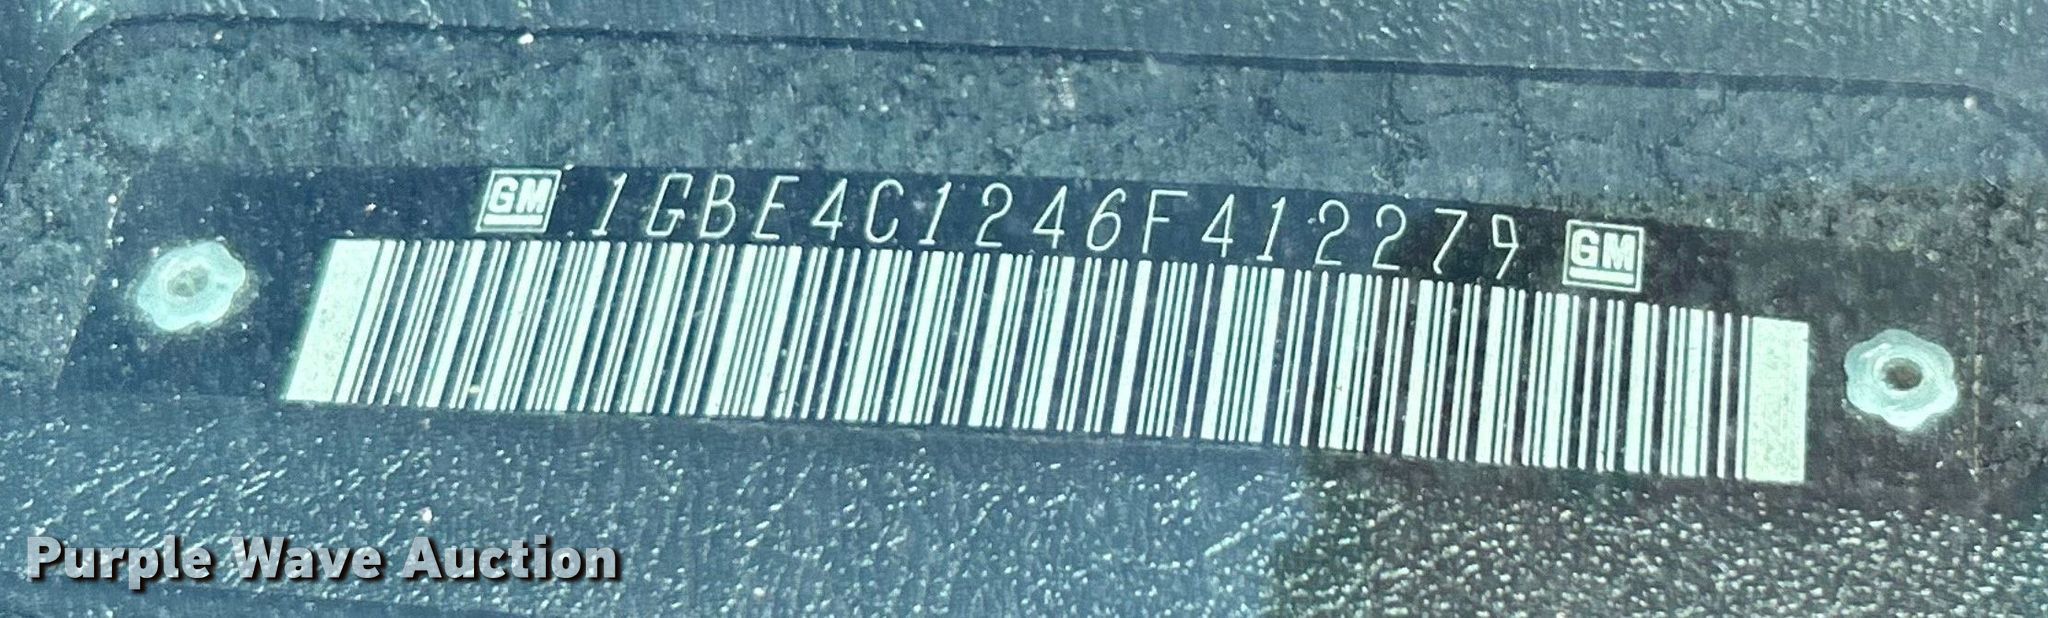 GM 1GBE4C1246F412279 GM
Purple Wave Auction